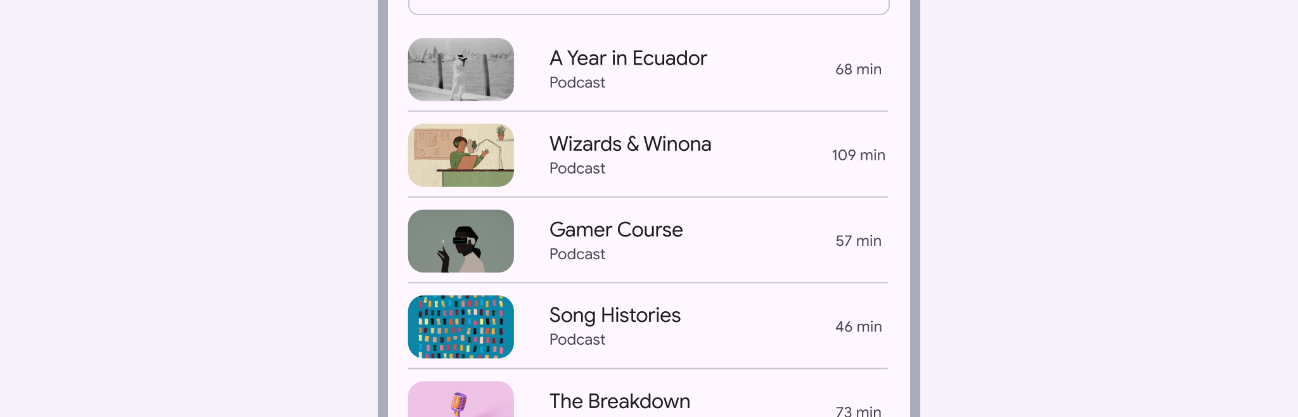 A Year in Ecuador
Podcast
68 min
Wizards & Winona
Podcast
109 min
Gamer Course
Podcast
57 min
Song Histories
Podcast
46 min
The Breakdown
73 min